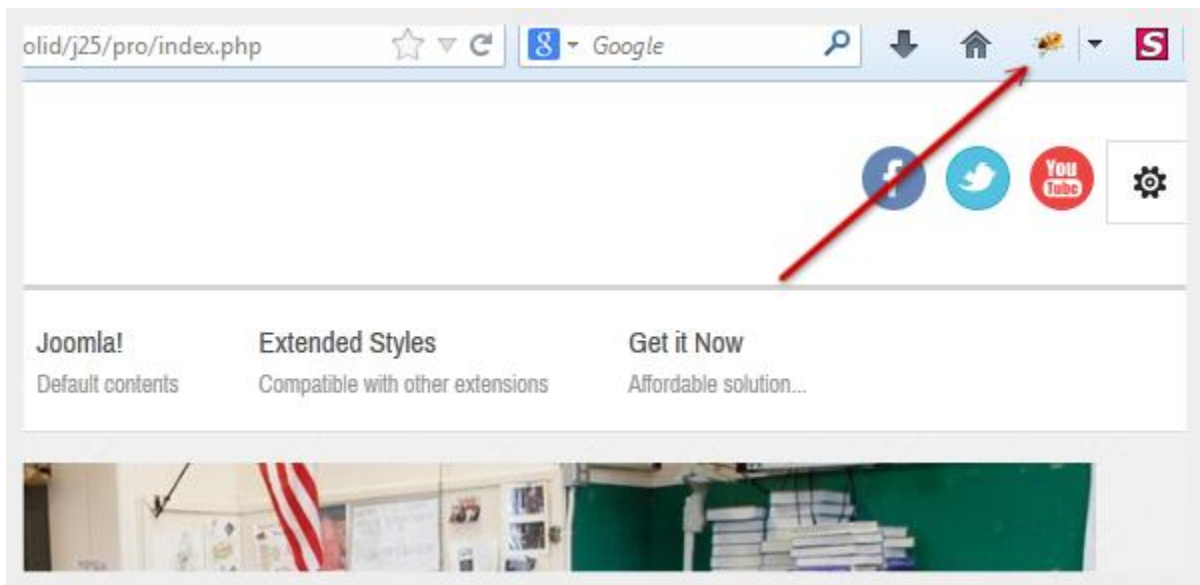 olid/j25/pro/index.php
8 Google
S
f
You
Tube
Joomla!
Extended Styles
Get it Now
Default contents
Compatible with other extensions
Affordable solution...